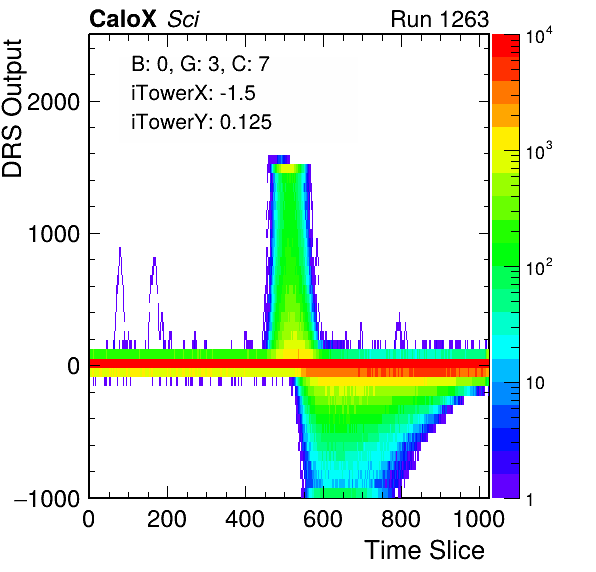 CaloX Sci Run 1263
B: 0, G: 3, C: 7
iTowerX: -1.5
iTowerY: 0.125
DRS Output
2000
1000
0
−1000
0 200 400 600 800 1000
Time Slice
10^4
10^3
10^2
10
1